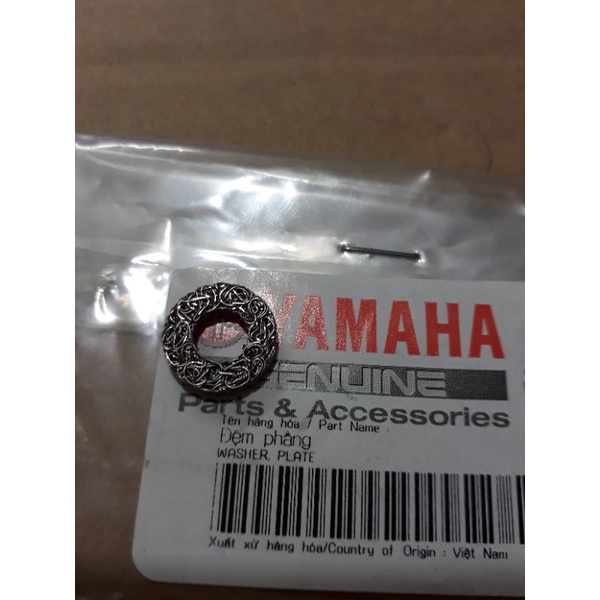 YAMAHA
GENUINE
Parts & Accessories
Tên hàng hóa / Part Name :
Đệm phẳng
WASHER, PLATE
Xuất xứ hàng hóa/Country of Origin : Việt Nam